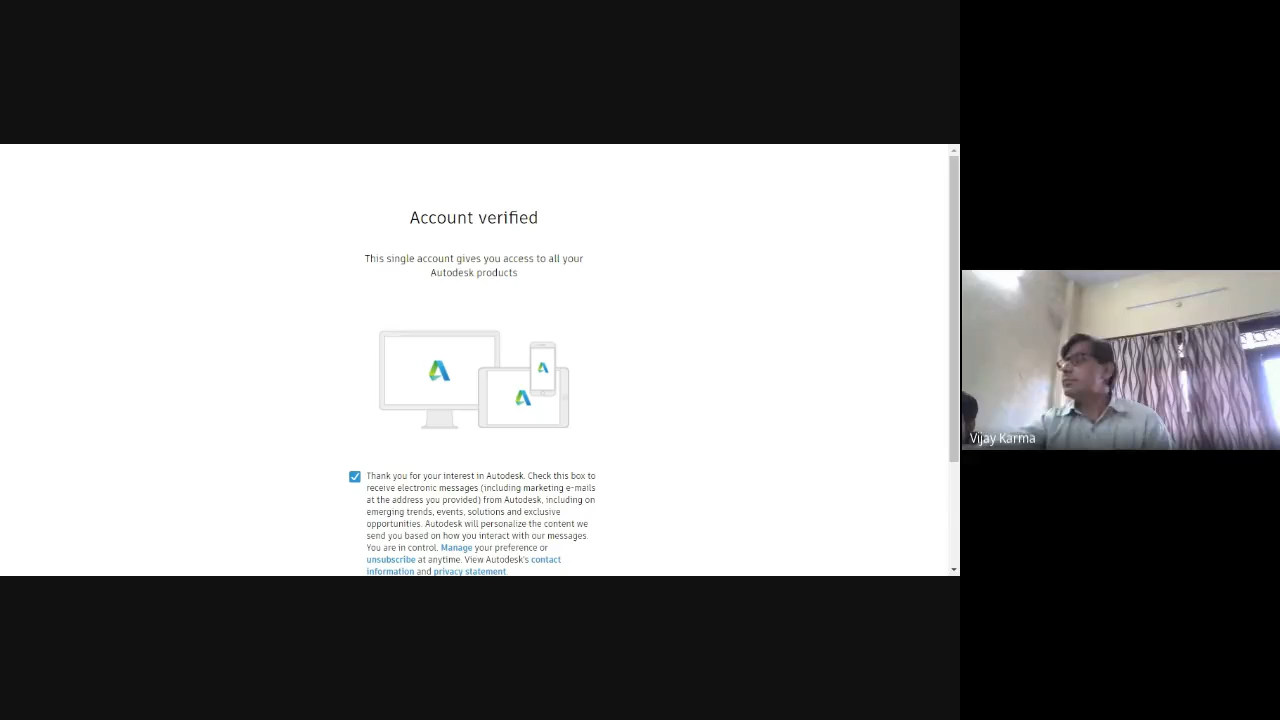 Account verified
This single account gives you access to all your
Autodesk products
Thank you for your interest in Autodesk. Check this box to
receive electronic messages (including marketing e-mails
at the address you provided) from Autodesk, including on
emerging trends, events, solutions and exclusive
opportunities. Autodesk will personalize the content we
send you based on how you interact with our messages.
You are in control. Manage your preference or
unsubscribe at anytime. View Autodesk's contact
information and privacy statement.
Vijay Karma